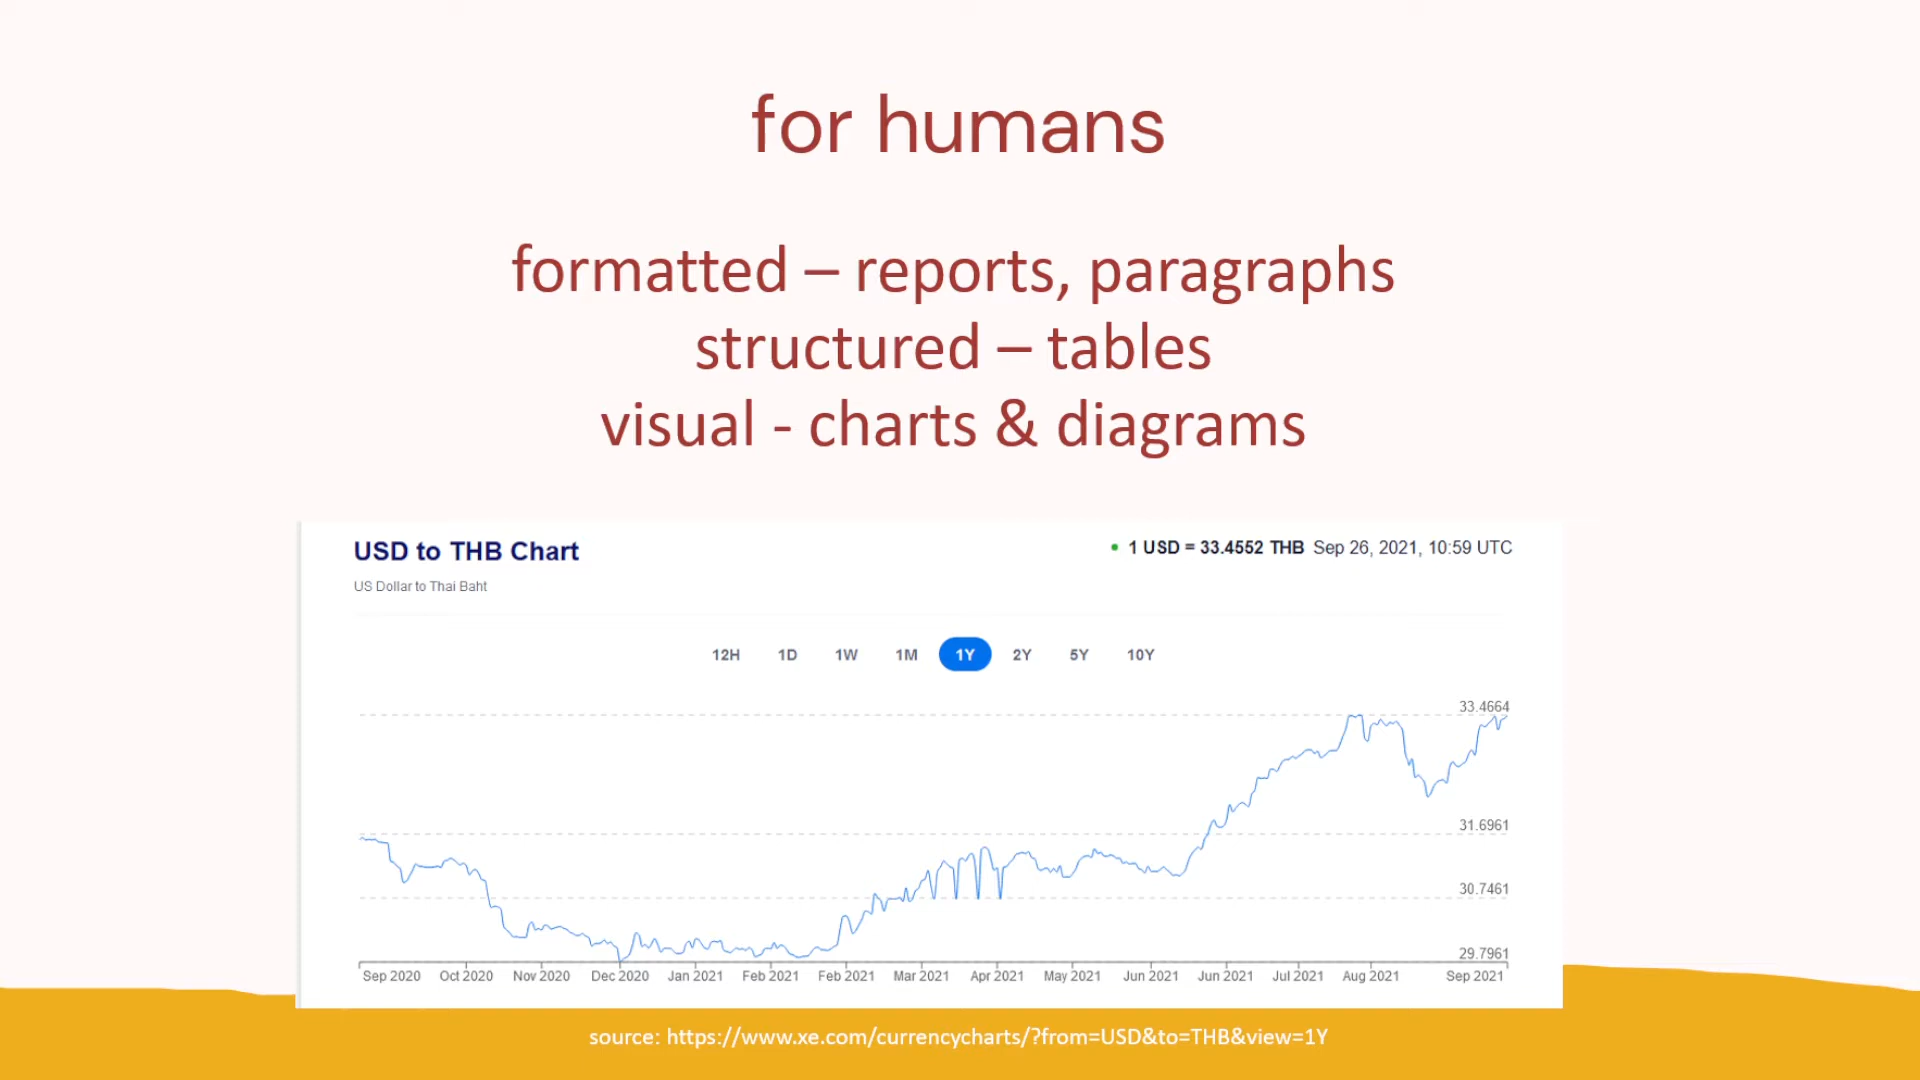 for humans
formatted – reports, paragraphs
structured – tables
visual - charts & diagrams
USD to THB Chart
1 USD = 33.4552 THB Sep 26, 2021, 10:59 UTC
US Dollar to Thai Baht
12H 1D 1W 1M 1Y 2Y 5Y 10Y
33.4664
31.6961
30.7461
29.7961
Sep 2020 Oct 2020 Nov 2020 Dec 2020 Jan 2021 Feb 2021 Feb 2021 Mar 2021 Apr 2021 May 2021 Jun 2021 Jun 2021 Jul 2021 Aug 2021 Sep 2021
source: https://www.xe.com/currencycharts/?from=USD&to=THB&view=1Y